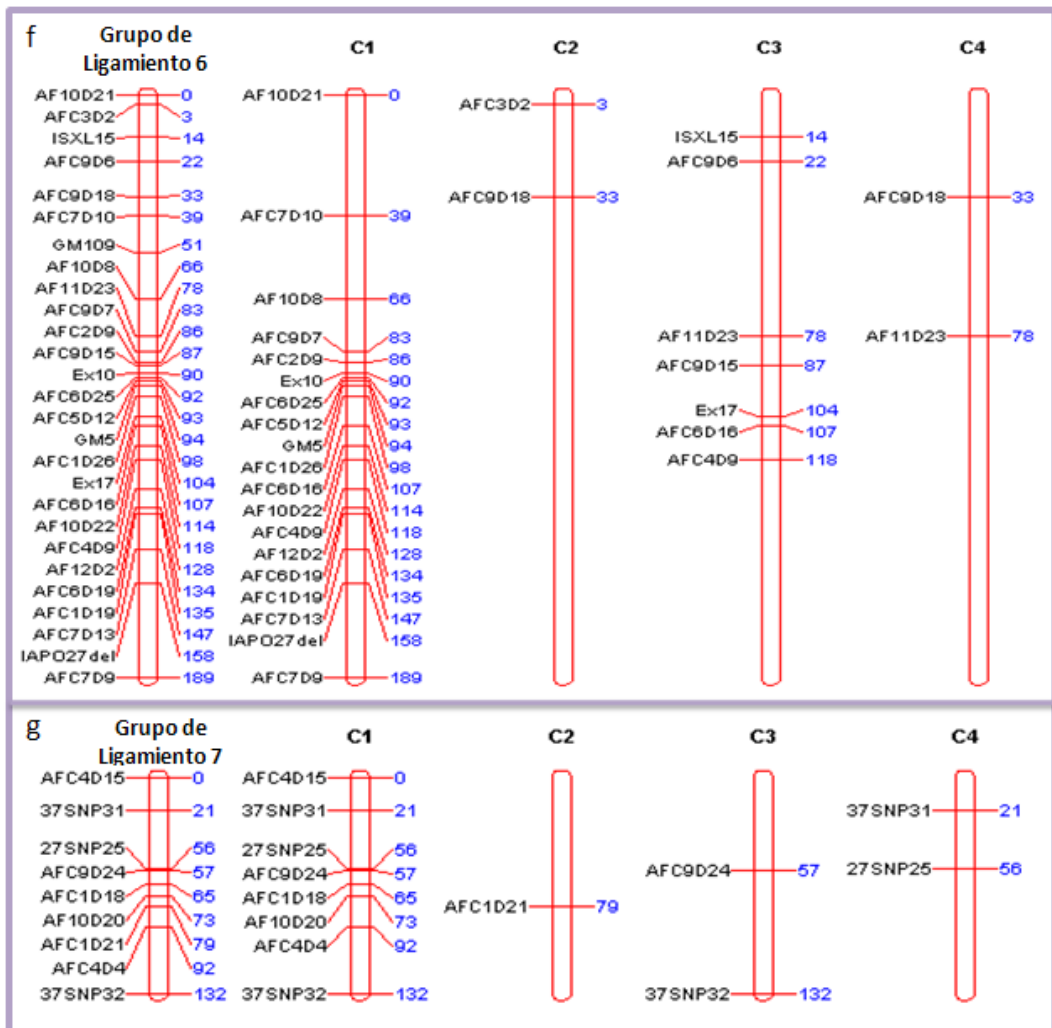 f
Grupo de
Ligamiento 6
AF10D21 0
AFC3D2 3
ISXL15 14
AFC9D6 22
AFC9D18 33
AFC7D10 39
GM109 51
AF10D8 66
AF11D23 78
AFC9D7 83
AFC2D9 86
AFC9D15 87
Ex10 90
AFC6D25 92
AFC5D12 93
GM5 94
AFC1D26 98
Ex17 104
AFC6D16 107
AF10D22 114
AFC4D9 118
AF12D2 128
AFC6D19 134
AFC1D19 135
AFC7D13 147
IAPO27del 158
AFC7D9 189
C1
AF10D21 0
AFC7D10 39
AF10D8 66
AFC9D7 83
AFC2D9 86
Ex10 90
AFC6D25 92
AFC5D12 93
GM5 94
AFC1D26 98
AFC6D16 107
AF10D22 114
AFC4D9 118
AF12D2 128
AFC6D19 134
AFC1D19 135
AFC7D13 147
IAPO27del 158
AFC7D9 189
C2
AFC3D2 3
AFC9D18 33
C3
ISXL15 14
AFC9D6 22
AF11D23 78
AFC9D15 87
Ex17 104
AFC6D16 107
AFC4D9 118
C4
AFC9D18 33
AF11D23 78
g
Grupo de
Ligamiento 7
AFC4D15 0
37SNP31 21
27SNP25 56
AFC9D24 57
AFC1D18 65
AF10D20 73
AFC1D21 79
AFC4D4 92
37SNP32 132
C1
AFC4D15 0
37SNP31 21
27SNP25 56
AFC9D24 57
AFC1D18 65
AF10D20 73
AFC4D4 92
37SNP32 132
C2
AFC1D21 79
C3
AFC9D24 57
37SNP32 132
C4
37SNP31 21
27SNP25 56